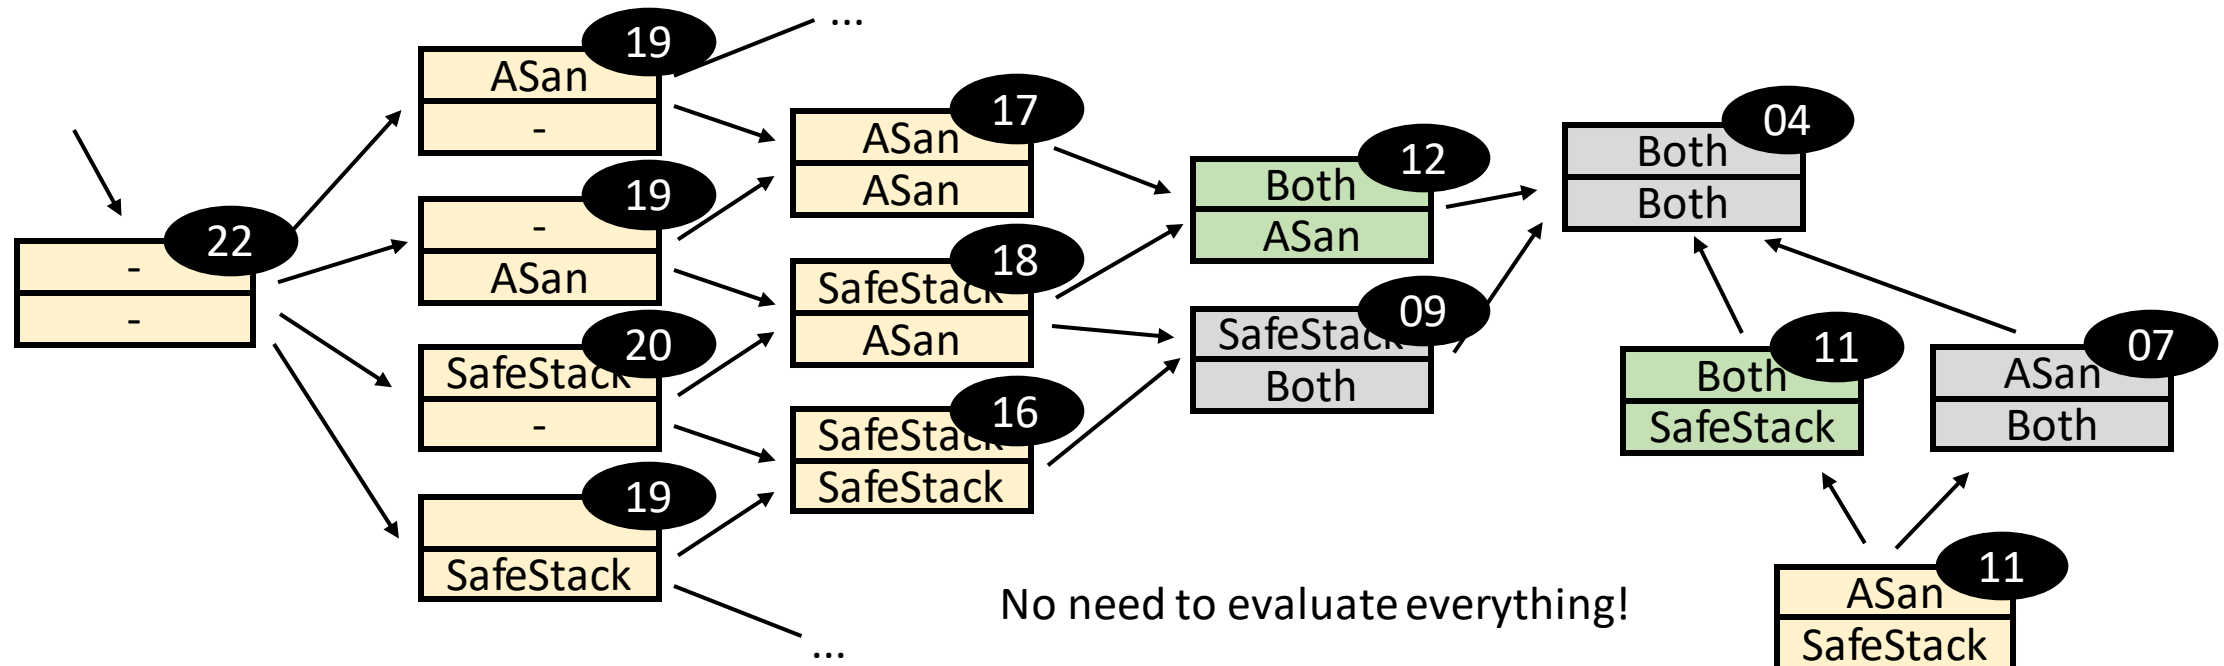 ...
19
ASan
-
17
ASan
ASan
04
Both
Both
12
Both
ASan
19
-
ASan
22
-
-
18
SafeStack
ASan
09
SafeStack
Both
20
SafeStack
-
11
Both
SafeStack
07
ASan
Both
16
SafeStack
SafeStack
19
SafeStack
No need to evaluate everything!
11
ASan
SafeStack
...